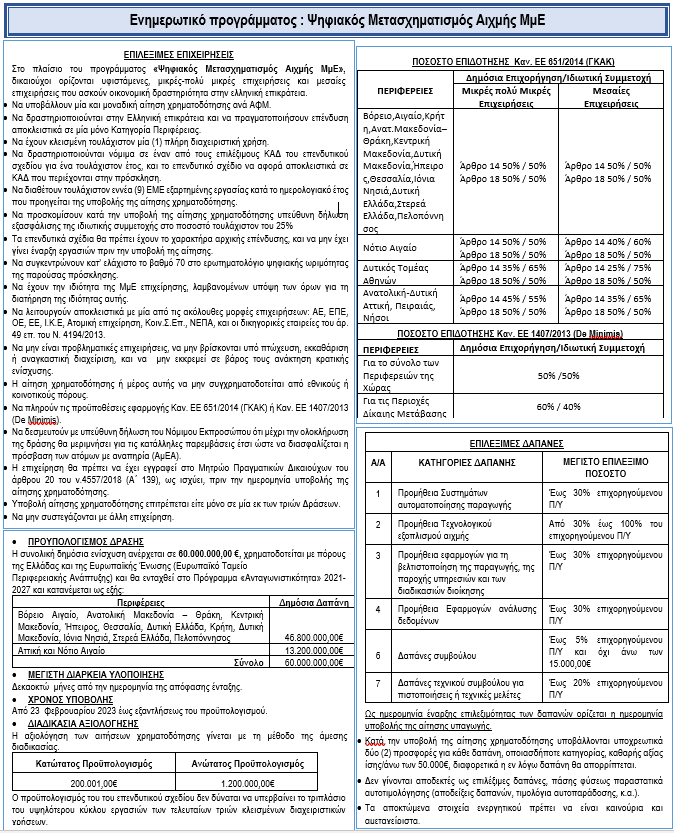 Ενημερωτικό προγράμματος : Ψηφιακός Μετασχηματισμός Αιχμής ΜμΕ
ΕΠΙΛΕΞΙΜΕΣ ΕΠΙΧΕΙΡΗΣΕΙΣ
Στο πλαίσιο του προγράμματος «Ψηφιακός Μετασχηματισμός Αιχμής ΜμΕ»,
δικαιούχοι ορίζονται υφιστάμενες, μικρές-πολύ μικρές επιχειρήσεις και μεσαίες
επιχειρήσεις που ασκούν οικονομική δραστηριότητα στην ελληνική επικράτεια.
• Να υποβάλλουν μία και μοναδική αίτηση χρηματοδότησης ανά ΑΦΜ.
• Να δραστηριοποιούνται στην Ελληνική επικράτεια και να πραγματοποιήσουν επένδυση
αποκλειστικά σε μία μόνο Κατηγορία Περιφέρειας.
• Να έχουν κλεισμένη τουλάχιστον μία (1) πλήρη διαχειριστική χρήση.
• Να δραστηριοποιούνται νόμιμα σε έναν από τους επιλέξιμους ΚΑΔ του επενδυτικού
σχεδίου για ένα τουλάχιστον έτος, και το επενδυτικό σχέδιο να αφορά αποκλειστικά σε
ΚΑΔ που περιέχονται στην πρόσκληση.
• Να διαθέτουν τουλάχιστον εννέα (9) ΕΜΕ εξαρτημένης εργασίας κατά το ημερολογιακό έτος
που προηγείται της υποβολής της αίτησης χρηματοδότησης.
• Να προσκομίσουν κατά την υποβολή της αίτησης χρηματοδότησης υπεύθυνη δήλωση
εξασφάλισης της ιδιωτικής συμμετοχής στο ποσοστό τουλάχιστον του 25%
• Τα επενδυτικά σχέδια θα πρέπει έχουν το χαρακτήρα αρχικής επένδυσης, και να μην έχει
γίνει έναρξη εργασιών πριν την υποβολή της αίτησης.
• Να συγκεντρώνουν κατ' ελάχιστο το βαθμό 70 στο ερωτηματολόγιο ψηφιακής ωριμότητας
της παρούσας πρόσκλησης.
• Να έχουν την ιδιότητα της ΜμΕ επιχείρησης, λαμβανομένων υπόψη των όρων για τη
διατήρηση της ιδιότητας αυτής.
• Να λειτουργούν αποκλειστικά με μία από τις ακόλουθες μορφές επιχειρήσεων: ΑΕ, ΕΠΕ,
ΟΕ, ΕΕ, Ι.Κ.Ε, Ατομική επιχείρηση, Κοιν.Σ.Επ., ΝΕΠΑ, και οι δικηγορικές εταιρείες του άρ.
49 επ. του Ν. 4194/2013.
• Να μην είναι προβληματικές επιχειρήσεις, να μην βρίσκονται υπό πτώχευση, εκκαθάριση
ή αναγκαστική διαχείριση, και να μην εκκρεμεί σε βάρος τους ανάκτηση κρατικής
ενίσχυσης.
• Η αίτηση χρηματοδότησης ή μέρος αυτής να μην συγχρηματοδοτείται από εθνικούς ή
κοινοτικούς πόρους.
• Να πληρούν τις προϋποθέσεις εφαρμογής Καν. ΕΕ 651/2014 (ΓΚΑΚ) ή Καν. ΕΕ 1407/2013
(De Minimis).
• Να δεσμευτούν με υπεύθυνη δήλωση του Νόμιμου Εκπροσώπου ότι μέχρι την ολοκλήρωση
της δράσης θα μεριμνήσει για τις κατάλληλες παρεμβάσεις έτσι ώστε να διασφαλίζεται η
πρόσβαση των ατόμων με αναπηρία (ΑμΕΑ).
• Η επιχείρηση θα πρέπει να έχει εγγραφεί στο Μητρώο Πραγματικών Δικαιούχων του
άρθρου 20 του ν.4557/2018 (Α΄ 139), ως ισχύει, πριν την ημερομηνία υποβολής της
αίτησης χρηματοδότησης.
• Υποβολή αίτησης χρηματοδότησης επιτρέπεται είτε μόνο σε μία εκ των τριών Δράσεων.
• Να μην συστεγάζονται με άλλη επιχείρηση.
• ΠΡΟΥΠΟΛΟΓΙΣΜΟΣ ΔΡΑΣΗΣ
Η συνολική δημόσια ενίσχυση ανέρχεται σε 60.000.000,00 €, χρηματοδοτείται με πόρους
της Ελλάδας και της Ευρωπαϊκής Ένωσης (Ευρωπαϊκό Ταμείο
Περιφερειακής Ανάπτυξης) και θα ενταχθεί στο Πρόγραμμα «Ανταγωνιστικότητα» 2021-
2027 και κατανέμεται ως εξής:
Περιφέρειες Δημόσια Δαπάνη
Βόρειο Αιγαίο, Ανατολική Μακεδονία – Θράκη, Κεντρική
Μακεδονία, Ήπειρος, Θεσσαλία, Δυτική Ελλάδα, Κρήτη, Δυτική
Μακεδονία, Ιόνια Νησιά, Στερεά Ελλάδα, Πελοπόννησος 46.800.000,00€
Αττική και Νότιο Αιγαίο 13.200.000,00€
Σύνολο 60.000.000,00€
• ΜΕΓΙΣΤΗ ΔΙΑΡΚΕΙΑ ΥΛΟΠΟΙΗΣΗΣ
Δεκαοκτώ μήνες από την ημερομηνία της απόφασης ένταξης.
• ΧΡΟΝΟΣ ΥΠΟΒΟΛΗΣ
Από 23 Φεβρουαρίου 2023 έως εξαντλήσεως του προϋπολογισμού.
• ΔΙΑΔΙΚΑΣΙΑ ΑΞΙΟΛΟΓΗΣΗΣ
Η αξιολόγηση των αιτήσεων χρηματοδότησης γίνεται με τη μέθοδο της άμεσης
διαδικασίας.
Κατώτατος Προϋπολογισμός Ανώτατος Προϋπολογισμός
200.001,00€ 1.200.000,00€
Ο προϋπολογισμός του του επενδυτικού σχεδίου δεν δύναται να υπερβαίνει το τριπλάσιο
του υψηλότερου κύκλου εργασιών των τελευταίων τριών κλεισμένων διαχειριστικών
χρήσεων.
ΠΟΣΟΣΤΟ ΕΠΙΔΟΤΗΣΗΣ Καν. ΕΕ 651/2014 (ΓΚΑΚ)
ΠΕΡΙΦΕΡΕΙΕΣ Δημόσια Επιχορήγηση/Ιδιωτική Συμμετοχή
Μικρές πολύ Μικρές Επιχειρήσεις Μεσαίες Επιχειρήσεις
Βόρειο,Αιγαίο,Κρήτ
η,Ανατ.Μακεδονία–
Θράκη,Κεντρική
Μακεδονία,Δυτική
Μακεδονία,Ήπειρο
ς,Θεσσαλία,Ιόνια
Νησιά,Δυτική
Ελλάδα,Στερεά
Ελλάδα,Πελοπόνν
σος
Άρθρο 14 50% / 50% Άρθρο 14 50% / 50%
Άρθρο 18 50% / 50% Άρθρο 18 50% / 50%
Νότιο Αιγαίο
Άρθρο 14 50% / 50% Άρθρο 14 40% / 60%
Άρθρο 18 50% / 50% Άρθρο 18 50% / 50%
Δυτικός Τομέας Αθηνών
Άρθρο 14 35% / 65% Άρθρο 14 25% / 75%
Άρθρο 18 50% / 50% Άρθρο 18 50% / 50%
Ανατολική-Δυτική
Αττική, Πειραιάς,
Νήσοι
Άρθρο 14 45% / 55% Άρθρο 14 35% / 65%
Άρθρο 18 50% / 50% Άρθρο 18 50% / 50%
ΠΟΣΟΣΤΟ ΕΠΙΔΟΤΗΣΗΣ Καν. ΕΕ 1407/2013 (De Minimis)
ΠΕΡΙΦΕΡΕΙΕΣ Δημόσια Επιχορήγηση/Ιδιωτική Συμμετοχή
Για το σύνολο των
Περιφερειών της
Χώρας
50% /50%
Για τις Περιοχές
Δίκαιης Μετάβασης
60% / 40%
ΕΠΙΛΕΞΙΜΕΣ ΔΑΠΑΝΕΣ
Α/Α ΚΑΤΗΓΟΡΙΕΣ ΔΑΠΑΝΗΣ ΜΕΓΙΣΤΟ ΕΠΙΛΕΞΙΜΟ ΠΟΣΟΣΤΟ
1 Προμήθεια Συστημάτων αυτοματοποίησης παραγωγής Έως 30% επιχορηγούμενου Π/Υ
2 Προμήθεια Τεχνολογικού εξοπλισμού αιχμής Από 30% έως 100% του επιχορηγούμενου Π/Υ
3 Προμήθεια εφαρμογών για τη βελτιστοποίηση της παραγωγής, της παροχής υπηρεσιών και των διαδικασιών διοίκησης Έως 30% επιχορηγούμενου Π/Υ
4 Προμήθεια Εφαρμογών ανάλυσης δεδομένων Έως 30% επιχορηγούμενου Π/Υ
6 Δαπάνες συμβούλου Έως 5% επιχορηγούμενου Π/Υ και όχι άνω των 15.000,00€
7 Δαπάνες τεχνικού συμβούλου για πιστοποιήσεις ή τεχνικές μελέτες Έως 20% επιχορηγούμενου Π/Υ
Ως ημερομηνία έναρξης επιλεξιμότητας των δαπανών ορίζεται η ημερομηνία
υποβολής της αίτησης υπαγωγής.
• Κατά την υποβολή της αίτησης χρηματοδότησης υποβάλλονται υποχρεωτικά
δύο (2) προσφορές για κάθε δαπάνη, οποιασδήποτε κατηγορίας, καθαρής αξίας
ίσης/άνω των 50.000€, διαφορετικά η εν λόγω δαπάνη θα απορρίπτεται.
• Δεν γίνονται αποδεκτές ως επιλέξιμες δαπάνες, πάσης φύσεως παραστατικά
αυτοτιμολόγησης (αποδείξεις δαπανών, τιμολόγια αυτοπαράδοσης, κ.α.).
• Τα αποκτώμενα στοιχεία ενεργητικού πρέπει να είναι καινούρια και
αμεταχείριστα.